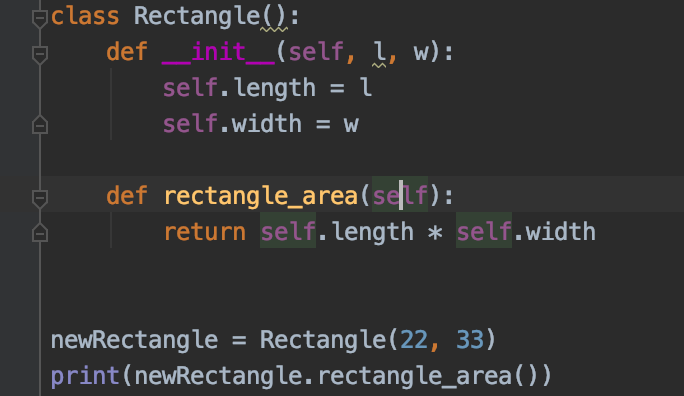 class Rectangle():
    def __init__(self, l, w):
        self.length = l
        self.width = w
    def rectangle_area(self):
        return self.length * self.width
newRectangle = Rectangle(22, 33)
print(newRectangle.rectangle_area())